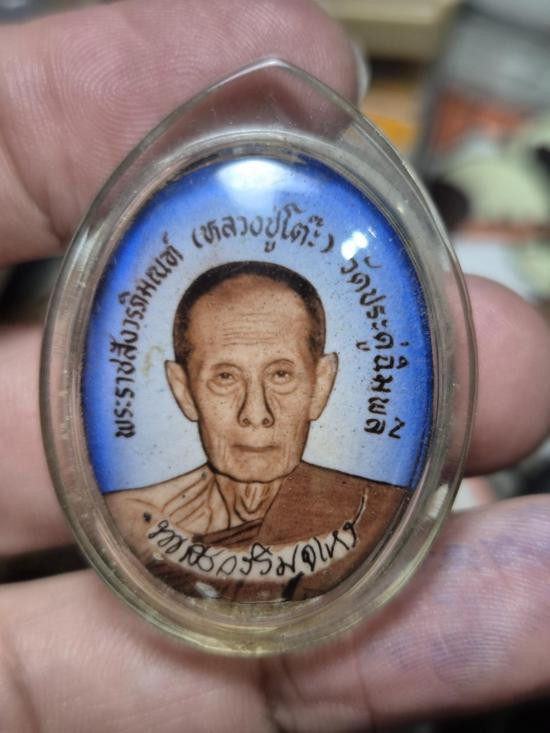 พระราชสังวราภิมณฑ์ (หลวงปู่โต๊ะ) วัดประดู่ฉิมพลี